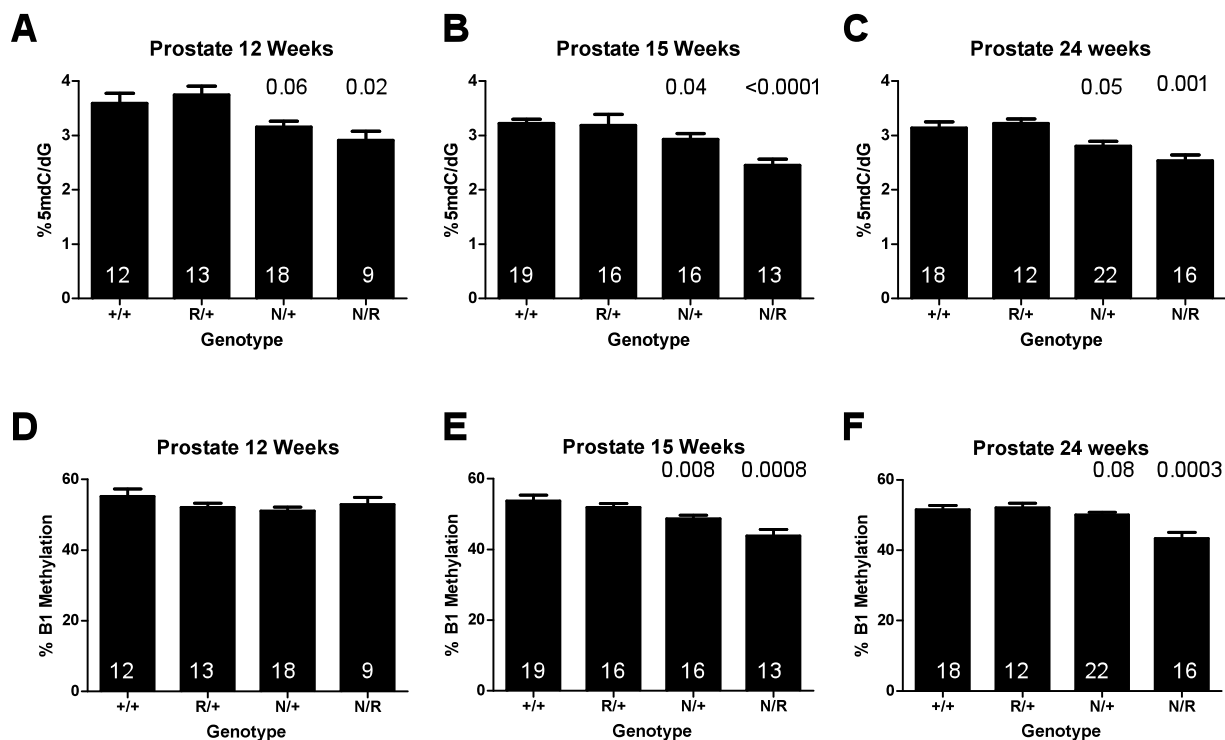 A
Prostate 12 Weeks
0.06 0.02
%5mdC/dG
4
3
2
1
0
12 13 18 9
+/+ R/+ N/+ N/R
Genotype
B
Prostate 15 Weeks
0.04 <0.0001
%5mdC/dG
4
3
2
1
0
19 16 16 13
+/+ R/+ N/+ N/R
Genotype
C
Prostate 24 weeks
0.05 0.001
%5mdC/dG
4
3
2
1
0
18 12 22 16
+/+ R/+ N/+ N/R
Genotype
D
Prostate 12 Weeks
% B1 Methylation
60
40
20
0
12 13 18 9
+/+ R/+ N/+ N/R
Genotype
E
Prostate 15 Weeks
0.008 0.0008
% B1 Methylation
60
40
20
0
19 16 16 13
+/+ R/+ N/+ N/R
Genotype
F
Prostate 24 weeks
0.08 0.0003
% B1 Methylation
60
40
20
0
18 12 22 16
+/+ R/+ N/+ N/R
Genotype